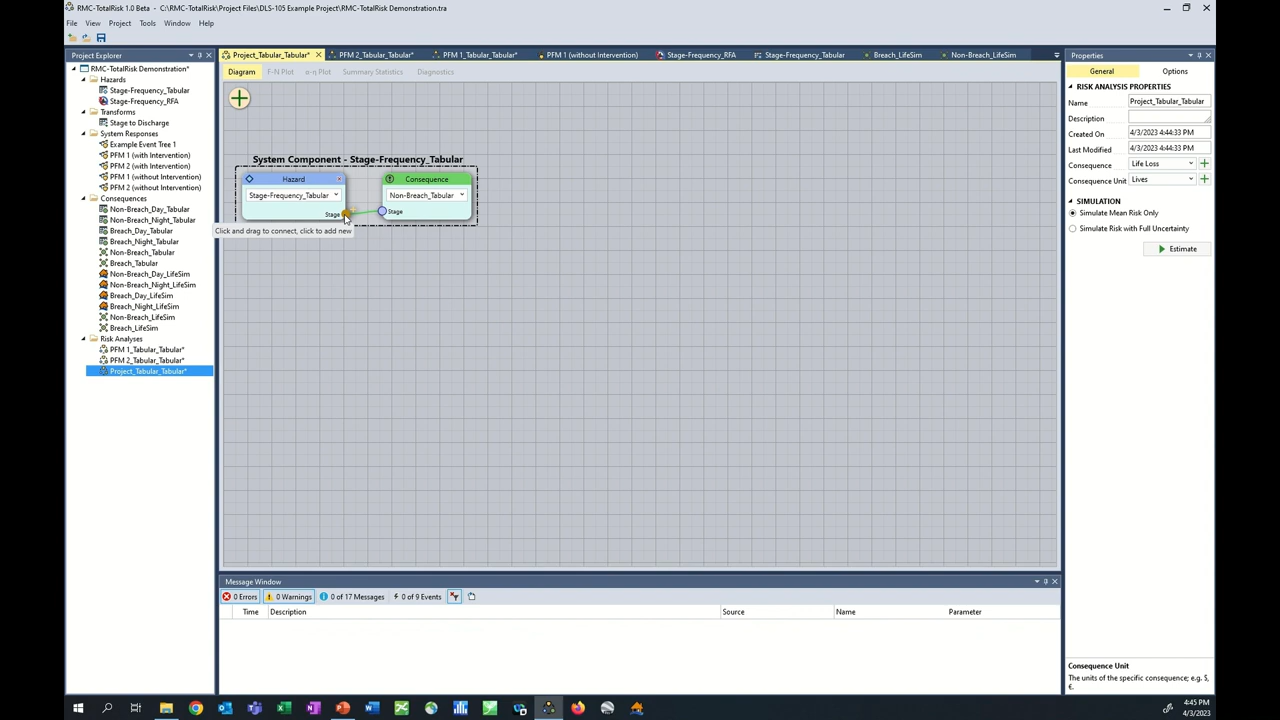 RMC-TotalRisk 1.0 Beta - C:\RMC-TotalRisk\Project Files\DLS-105 Example Project\RMC-TotalRisk Demonstration.tra
File View Project Tools Window Help
Project Explorer
RMC-TotalRisk Demonstration*
Hazards
Stage-Frequency_Tabular
Stage-Frequency_RFA
Transforms
Stage to Discharge
System Responses
Example Event Tree 1
PFM 1 (with Intervention)
PFM 2 (with Intervention)
PFM 1 (without Intervention)
PFM 2 (without Intervention)
Consequences
Non-Breach_Day_Tabular
Non-Breach_Night_Tabular
Breach_Day_Tabular
Breach_Night_Tabular
Non-Breach_Tabular
Breach_Tabular
Non-Breach_Day_LifeSim
Non-Breach_Night_LifeSim
Breach_Day_LifeSim
Breach_Night_LifeSim
Non-Breach_LifeSim
Breach_LifeSim
Risk Analyses
PFM 1_Tabular_Tabular*
PFM 2_Tabular_Tabular*
Project_Tabular_Tabular*
Project_Tabular_Tabular* PFM 2_Tabular_Tabular* PFM 1_Tabular_Tabular* PFM 1 (without Intervention) Stage-Frequency_RFA Stage-Frequency_Tabular Breach_LifeSim Non-Breach_LifeSim
Diagram F-N Plot α-η Plot Summary Statistics Diagnostics
System Component - Stage-Frequency_Tabular
Hazard
Stage-Frequency_Tabular
Stage
Consequence
Non-Breach_Tabular
Stage
Click and drag to connect, click to add new
Message Window
0 Errors 0 Warnings 0 of 17 Messages 0 of 9 Events
Time Description Source Name Parameter
Properties
General Options
RISK ANALYSIS PROPERTIES
Name Project_Tabular_Tabular
Description
Created On 4/3/2023 4:44:33 PM
Last Modified 4/3/2023 4:44:33 PM
Consequence Life Loss
Consequence Unit Lives
SIMULATION
Simulate Mean Risk Only
Simulate Risk with Full Uncertainty
Estimate
Consequence Unit
The units of the specific consequence; e.g. $,
€.
4:45 PM
4/3/2023